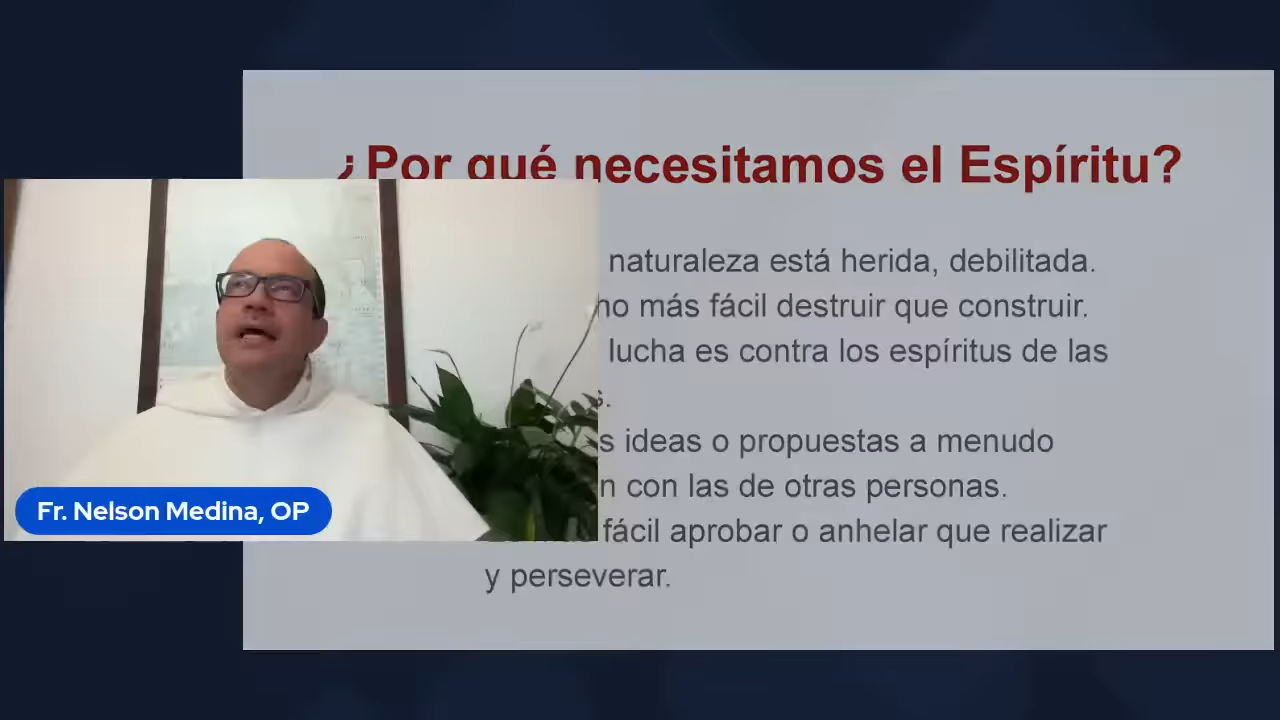 ¿Por qué necesitamos el Espíritu?
naturaleza está herida, debilitada.
más fácil destruir que construir.
lucha es contra los espíritus de las
ideas o propuestas a menudo
con las de otras personas.
fácil aprobar o anhelar que realizar
y perseverar.
Fr. Nelson Medina, OP